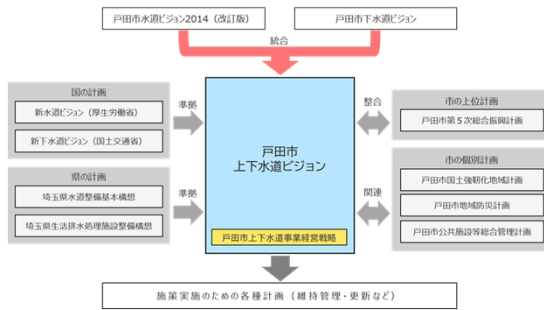 戸田市水道ビジョン2014（改訂版）
戸田市下水道ビジョン
統合
国の計画
新水道ビジョン（厚生労働省）
新下水道ビジョン（国土交通省）
準拠
県の計画
埼玉県水道整備基本構想
埼玉県生活排水処理施設整備構想
準拠
戸田市
上下水道ビジョン
戸田市上下水道事業経営戦略
整合
市の上位計画
戸田市第５次総合振興計画
関連
市の個別計画
戸田市国土強靭化地域計画
戸田市地域防災計画
戸田市公共施設等総合管理計画
施策実施のための各種計画（維持管理・更新など）